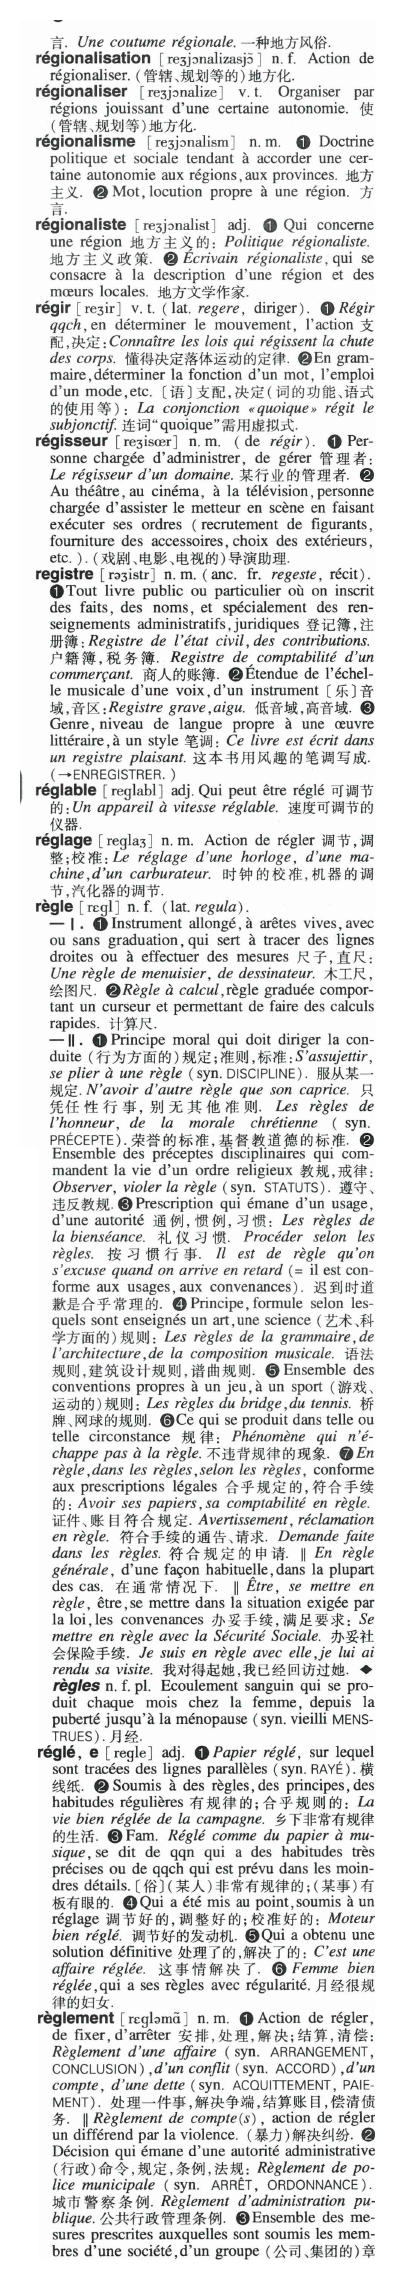 言. Une coutume régionale. 一种地方风俗.
régionalisation [reʒjɔnalizasjɔ̃] n. f. Action de
régionaliser. (管辖、规划等的)地方化.
régionaliser [reʒjɔnalize] v. t. Organiser par
régions jouissant d'une certaine autonomie. 使
(管辖、规划等)地方化.
régionalisme [reʒjɔnalism] n. m. ❶ Doctrine
politique et sociale tendant à accorder une cer-
taine autonomie aux régions, aux provinces. 地方
主义. ❷ Mot, locution propre à une région. 方
言.
régionaliste [reʒjɔnalist] adj. ❶ Qui concerne
une région 地方主义的: Politique régionaliste.
地方主义政策. ❷ Écrivain régionaliste, qui se
consacre à la description d'une région et des
mœurs locales. 地方文学作家.
régir [reʒir] v. t. (lat. regere, diriger). ❶ Régir
qqch, en déterminer le mouvement, l'action 支
配,决定: Connaître les lois qui régissent la chute
des corps. 懂得决定落体运动的定律. ❷ En gram-
maire, déterminer la fonction d'un mot, l'emploi
d'un mode, etc. [语]支配,决定(词的功能、语式
的使用等): La conjonction «quoique» régit le
subjonctif. 连词"quoique"需用虚拟式.
régisseur [reʒisœr] n. m. (de régir). ❶ Per-
sonne chargée d'administrer, de gérer 管理者:
Le régisseur d'un domaine. 某行业的管理者. ❷
Au théâtre, au cinéma, à la télévision, personne
chargée d'assister le metteur en scène en faisant
exécuter ses ordres (recrutement de figurants,
fourniture des accessoires, choix des extérieurs,
etc.). (戏剧、电影、电视的)导演助理.
registre [rəʒistr] n. m. (anc. fr. regeste, récit).
❶ Tout livre public ou particulier où on inscrit
des faits, des noms, et spécialement des ren-
seignements administratifs, juridiques 登记簿,注
册簿: Registre de l'état civil, des contributions.
户籍簿,税务簿. Registre de comptabilité d'un
commerçant. 商人的账簿. ❷ Étendue de l'échel-
le musicale d'une voix, d'un instrument [乐]音
域,音区: Registre grave, aigu. 低音域,高音域. ❸
Genre, niveau de langue propre à une œuvre
littéraire, à un style 笔调: Ce livre est écrit dans
un registre plaisant. 这本书用风趣的笔调写成.
(→ENREGISTRER.)
réglable [reglabl] adj. Qui peut être réglé 可调节
的: Un appareil à vitesse réglable. 速度可调节的
仪器.
réglage [reglaʒ] n. m. Action de régler 调节,调
整;校准: Le réglage d'une horloge, d'une ma-
chine, d'un carburateur. 时钟的校准,机器的调
节,汽化器的调节.
règle [rɛgl] n. f. (lat. regula).
— I. ❶ Instrument allongé, à arêtes vives, avec
ou sans graduation, qui sert à tracer des lignes
droites ou à effectuer des mesures 尺子,直尺:
Une règle de menuisier, de dessinateur. 木工尺,
绘图尺. ❷ Règle à calcul, règle graduée compor-
tant un curseur et permettant de faire des calculs
rapides. 计算尺.
— II. ❶ Principe moral qui doit diriger la con-
duite (行为方面的)规定;准则,标准: S'assujettir,
se plier à une règle (syn. DISCIPLINE). 服从某一
规定. N'avoir d'autre règle que son caprice. 只
凭任性行事,别无其他准则. Les règles de
l'honneur, de la morale chrétienne (syn.
PRÉCEPTE). 荣誉的标准,基督教道德的标准. ❷
Ensemble des préceptes disciplinaires qui com-
mandent la vie d'un ordre religieux 教规,戒律:
Observer, violer la règle (syn. STATUTS). 遵守、
违反教规. ❸ Prescription qui émane d'un usage,
d'une autorité 通例,惯例,习惯: Les règles de
la bienséance. 礼仪习惯. Procéder selon les
règles. 按习惯行事. Il est de règle qu'on
s'excuse quand on arrive en retard (= il est con-
forme aux usages, aux convenances). 迟到时道
歉是合乎常理的. ❹ Principe, formule selon les-
quels sont enseignés un art, une science (艺术、科
学方面的)规则: Les règles de la grammaire, de
l'architecture, de la composition musicale. 语法
规则,建筑设计规则,谱曲规则. ❺ Ensemble des
conventions propres à un jeu, à un sport (游戏、
运动的)规则: Les règles du bridge, du tennis. 桥
牌、网球的规则. ❻ Ce qui se produit dans telle ou
telle circonstance 规律: Phénomène qui n'é-
chappe pas à la règle. 不违背规律的现象. ❼ En
règle, dans les règles, selon les règles, conforme
aux prescriptions légales 合乎规定的,符合手续
的: Avoir ses papiers, sa comptabilité en règle.
证件、账目符合规定. Avertissement, réclamation
en règle. 符合手续的通告、请求. Demande faite
dans les règles. 符合规定的申请. ‖ En règle
générale, d'une façon habituelle, dans la plupart
des cas. 在通常情况下. ‖ Être, se mettre en
règle, être, se mettre dans la situation exigée par
la loi, les convenances 办妥手续,满足要求: Se
mettre en règle avec la Sécurité Sociale. 办妥社
会保险手续. Je suis en règle avec elle, je lui ai
rendu sa visite. 我对得起她,我已经回访过她. ◆
règles n. f. pl. Ecoulement sanguin qui se pro-
duit chaque mois chez la femme, depuis la
puberté jusqu'à la ménopause (syn. vieilli MENS-
TRUES). 月经.
réglé, e [regle] adj. ❶ Papier réglé, sur lequel
sont tracées des lignes parallèles (syn. RAYÉ). 横
线纸. ❷ Soumis à des règles, des principes, des
habitudes régulières 有规律的;合乎规则的: La
vie bien réglée de la campagne. 乡下非常有规律
的生活. ❸ Fam. Réglé comme du papier à mu-
sique, se dit de qqn qui a des habitudes très
précises ou de qqch qui est prévu dans les moin-
dres détails. [俗](某人)非常有规律的;(某事)有
板有眼的. ❹ Qui a été mis au point, soumis à un
réglage 调节好的,调整好的;校准好的: Moteur
bien réglé. 调节好的发动机. ❺ Qui a obtenu une
solution définitive 处理了的,解决了的: C'est une
affaire réglée. 这事情解决了. ❻ Femme bien
réglée, qui a ses règles avec régularité. 月经很规
律的妇女.
règlement [rɛgləmɑ̃] n. m. ❶ Action de régler,
de fixer, d'arrêter 安排,处理,解决;结算,清偿:
Règlement d'une affaire (syn. ARRANGEMENT,
CONCLUSION), d'un conflit (syn. ACCORD), d'un
compte, d'une dette (syn. ACQUITTEMENT, PAIE-
MENT). 处理一件事,解决争端,结算账目,偿清债
务. ‖ Règlement de compte(s), action de régler
un différend par la violence. (暴力)解决纠纷. ❷
Décision qui émane d'une autorité administrative
(行政)命令,规定,条例,法规: Règlement de po-
lice municipale (syn. ARRÊT, ORDONNANCE).
城市警察条例. Règlement d'administration pu-
blique. 公共行政管理条例. ❸ Ensemble des me-
sures prescrites auxquelles sont soumis les mem-
bres d'une société, d'un groupe (公司、集团的)章